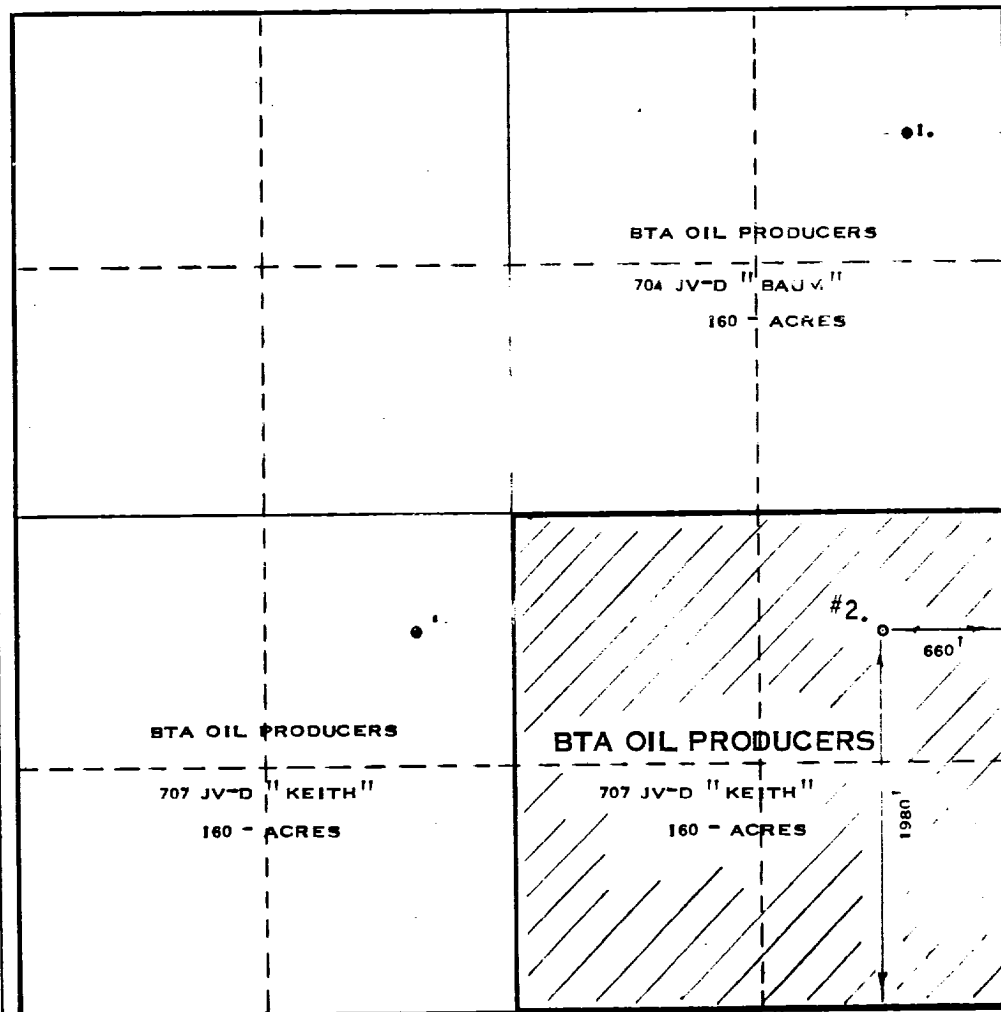 1.
BTA OIL PRODUCERS
704 JV-D "BAUM"
160 - ACRES
#2.
660'
BTA OIL PRODUCERS
707 JV-D "KEITH"
160 - ACRES
BTA OIL PRODUCERS
707 JV-D "KEITH"
160 - ACRES
1980'